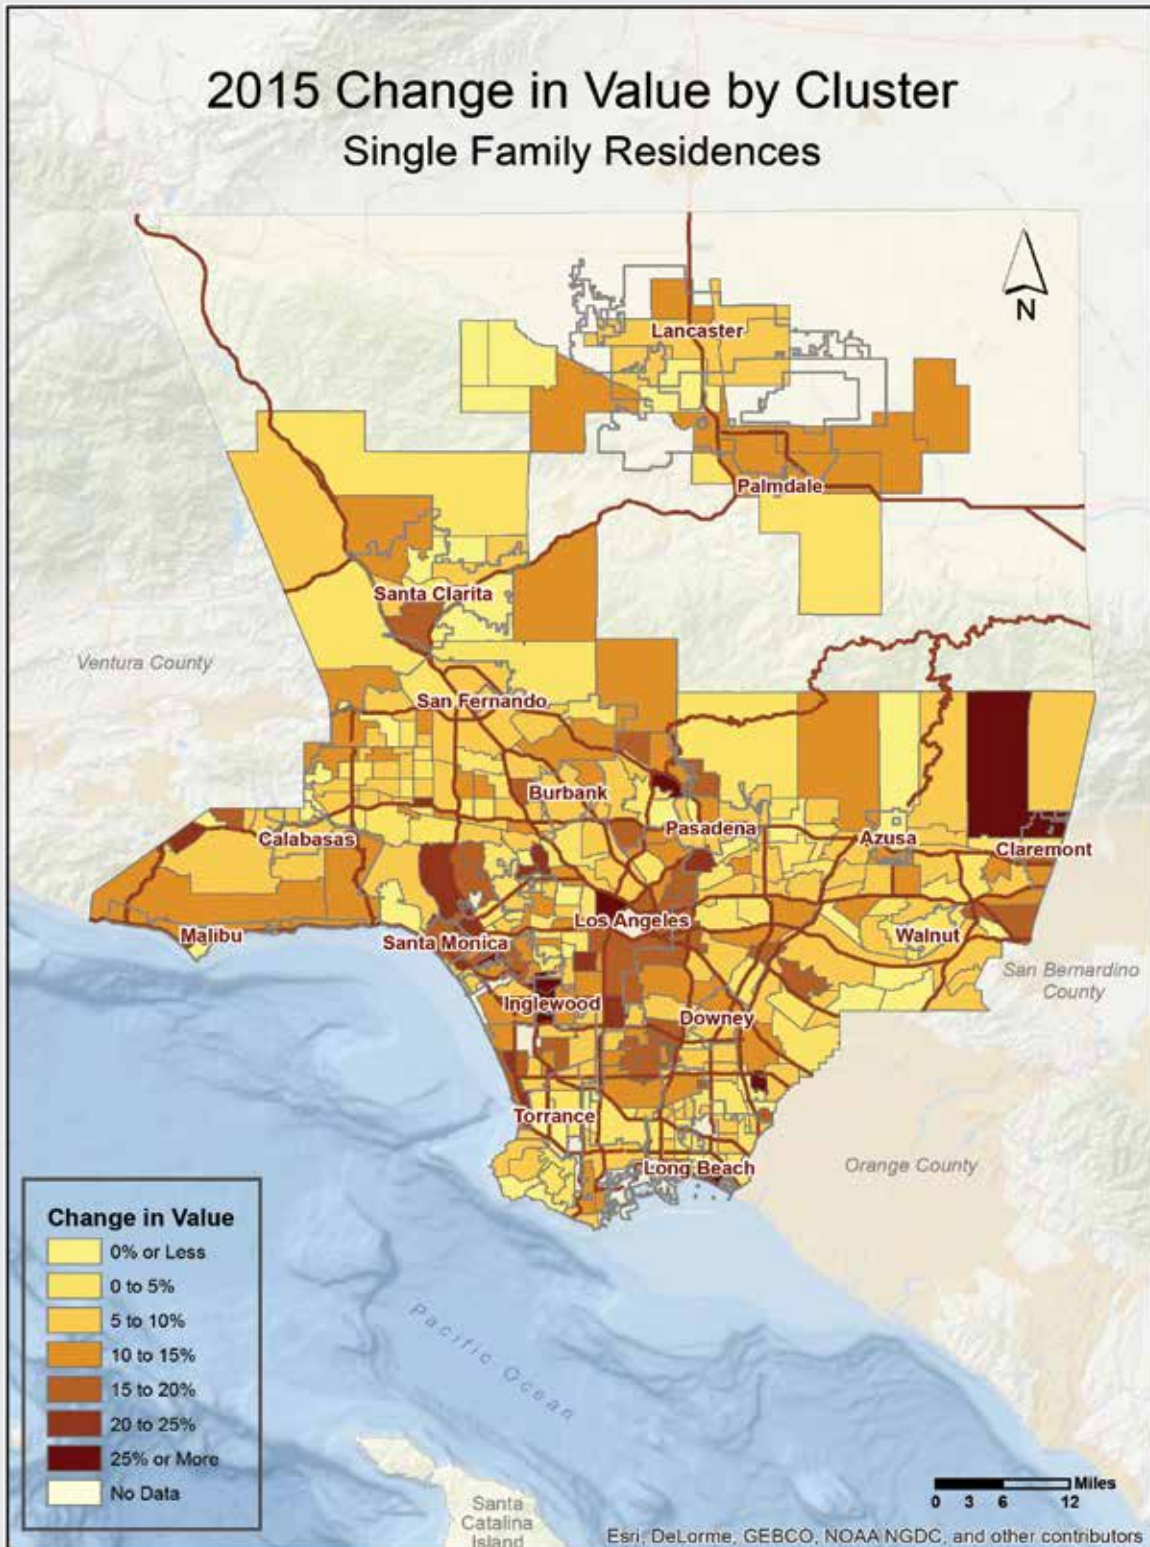 2015 Change in Value by Cluster
Single Family Residences
N
Lancaster
Palmdale
Santa Clarita
Ventura County
San Fernando
Burbank
Pasadena
Azusa
Calabasas
Claremont
Los Angeles
Malibu
Santa Monica
Walnut
San Bernardino
County
Inglewood
Downey
Torrance
Long Beach
Orange County
Change in Value
0% or Less
0 to 5%
5 to 10%
10 to 15%
15 to 20%
20 to 25%
25% or More
No Data
Pacific Ocean
Miles
0 3 6 12
Santa
Catalina
Island
Esri, DeLorme, GEBCO, NOAA NGDC, and other contributors